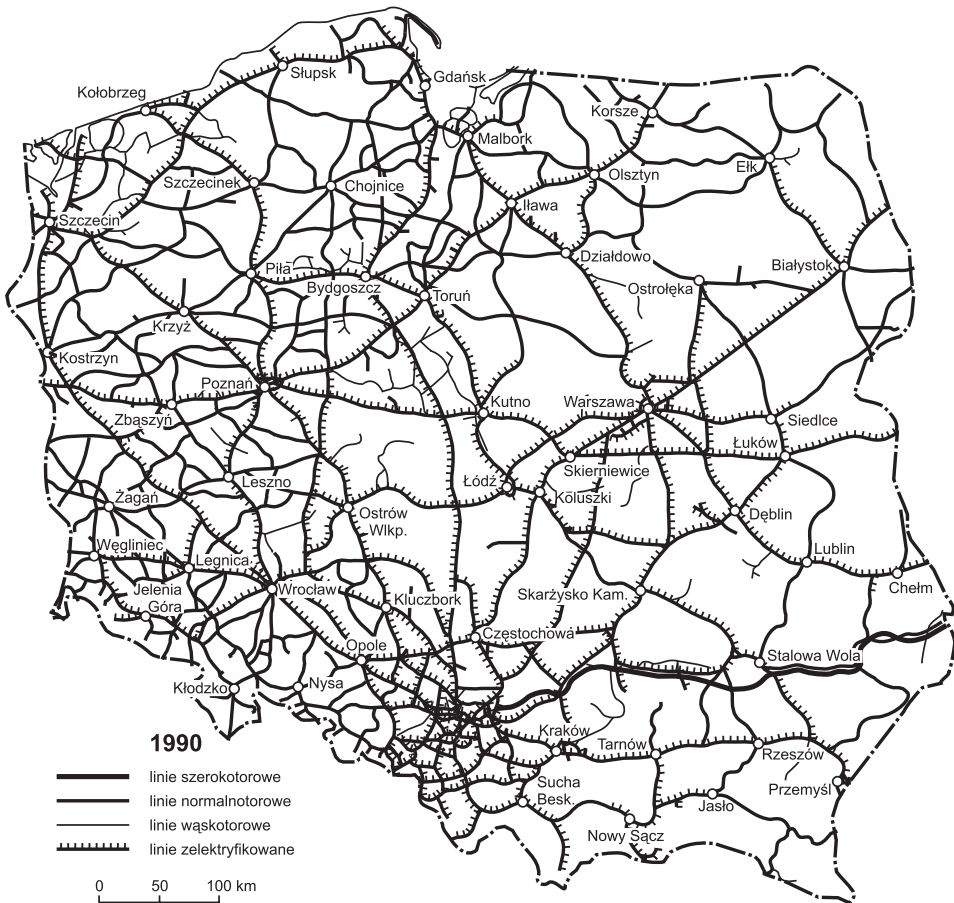 Słupsk
Gdańsk
Kołobrzeg
Korsze
Malbork
Ełk
Szczecinek
Chojnice
Olsztyn
Szczecin
Iława
Działdowo
Białystok
Piła
Bydgoszcz
Toruń
Ostrołęka
Krzyż
Kostrzyn
Poznań
Zbąszyń
Kutno
Warszawa
Siedlce
Łuków
Skierniewice
Leszno
Łódź
Koluszki
Żagań
Ostrów
Wlkp.
Dęblin
Węgliniec
Legnica
Lublin
Jelenia
Góra
Wrocław
Kluczbork
Skarżysko Kam.
Chełm
Częstochowa
Opole
Stalowa Wola
Kłodzko
Nysa
Kraków
Tarnów
Rzeszów
Przemyśl
Sucha
Besk.
Jasło
Nowy Sącz
1990
linie szerokotorowe
linie normalnotorowe
linie wąskotorowe
linie zelektryfikowane
0 50 100 km